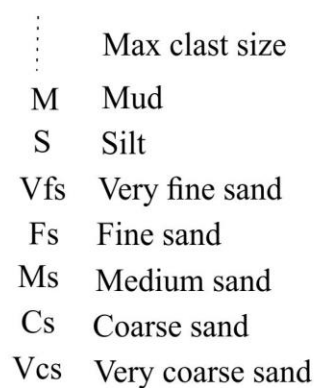 Max clast size
M Mud
S Silt
Vfs Very fine sand
Fs Fine sand
Ms Medium sand
Cs Coarse sand
Vcs Very coarse sand